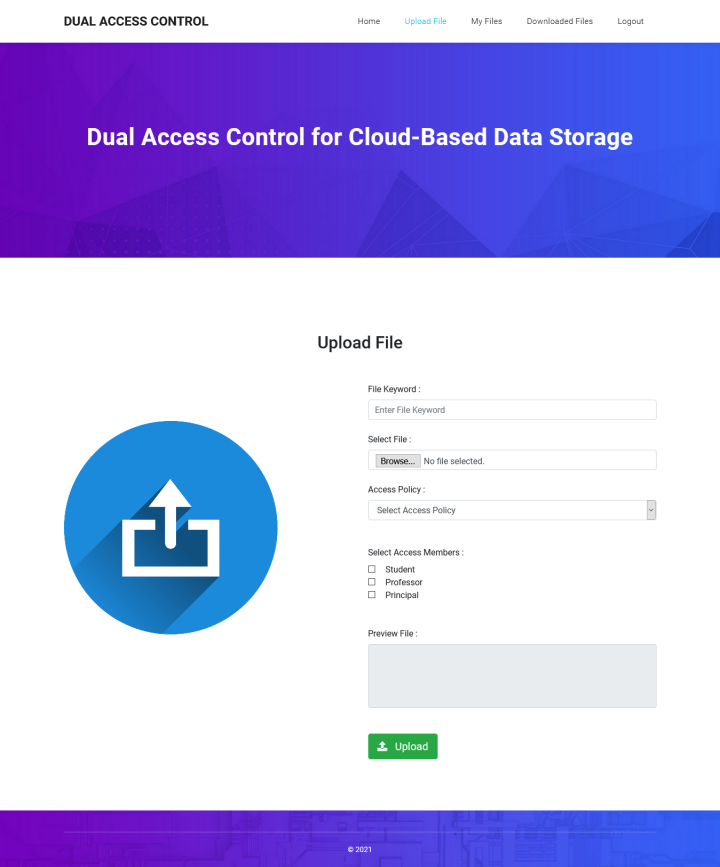 DUAL ACCESS CONTROL
Home Upload File My Files Downloaded Files Logout
Dual Access Control for Cloud-Based Data Storage
Upload File
File Keyword :
Enter File Keyword
Select File :
Browse... No file selected.
Access Policy :
Select Access Policy
Select Access Members :
Student
Professor
Principal
Preview File :
Upload
© 2021